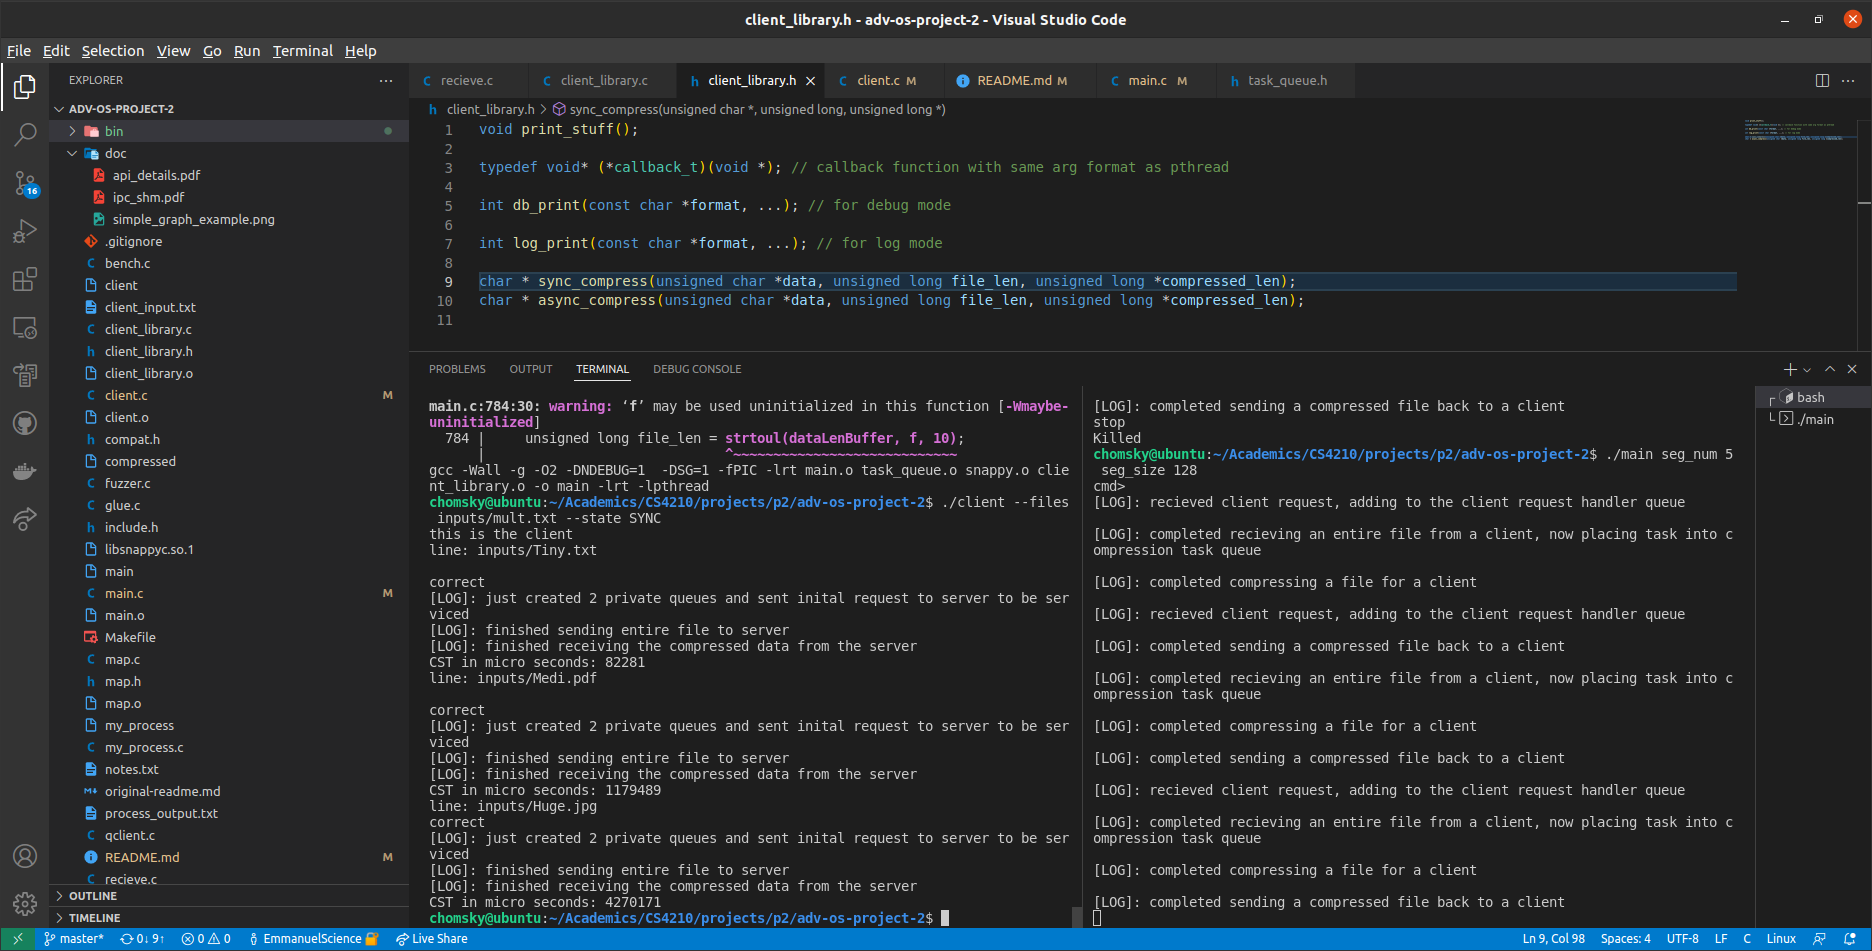 client_library.h - adv-os-project-2 - Visual Studio Code
File Edit Selection View Go Run Terminal Help
EXPLORER
ADV-OS-PROJECT-2
bin
doc
api_details.pdf
ipc_shm.pdf
simple_graph_example.png
.gitignore
bench.c
client
client_input.txt
client_library.c
client_library.h
client_library.o
client.c M
client.o
compat.h
compressed
fuzzer.c
glue.c
include.h
libsnappyc.so.1
main
main.c M
main.o
Makefile
map.c
map.h
map.o
my_process
my_process.c
notes.txt
original-readme.md
process_output.txt
qclient.c
README.md M
recieve.c
OUTLINE
TIMELINE
16
recieve.c client_library.c client_library.h client.c M README.md M main.c M task_queue.h
client_library.h > sync_compress(unsigned char *, unsigned long, unsigned long *)
1 void print_stuff();
2
3 typedef void* (*callback_t)(void *); // callback function with same arg format as pthread
4
5 int db_print(const char *format, ...); // for debug mode
6
7 int log_print(const char *format, ...); // for log mode
8
9 char * sync_compress(unsigned char *data, unsigned long file_len, unsigned long *compressed_len);
10 char * async_compress(unsigned char *data, unsigned long file_len, unsigned long *compressed_len);
11
PROBLEMS OUTPUT TERMINAL DEBUG CONSOLE
main.c:784:30: warning: ‘f’ may be used uninitialized in this function [-Wmaybe-
uninitialized]
784 | unsigned long file_len = strtoul(dataLenBuffer, f, 10);
| ^~~~~~~~~~~~~~~~~~~~~~~~~~~~
gcc -Wall -g -O2 -DNDEBUG=1 -DSG=1 -fPIC -lrt main.o task_queue.o snappy.o clie
nt_library.o -o main -lrt -lpthread
chomsky@ubuntu:~/Academics/CS4210/projects/p2/adv-os-project-2$ ./client --files
inputs/mult.txt --state SYNC
this is the client
line: inputs/Tiny.txt
correct
[LOG]: just created 2 private queues and sent inital request to server to be ser
viced
[LOG]: finished sending entire file to server
[LOG]: finished receiving the compressed data from the server
CST in micro seconds: 82281
line: inputs/Medi.pdf
correct
[LOG]: just created 2 private queues and sent inital request to server to be ser
viced
[LOG]: finished sending entire file to server
[LOG]: finished receiving the compressed data from the server
CST in micro seconds: 1179489
line: inputs/Huge.jpg
correct
[LOG]: just created 2 private queues and sent inital request to server to be ser
viced
[LOG]: finished sending entire file to server
[LOG]: finished receiving the compressed data from the server
CST in micro seconds: 4270171
chomsky@ubuntu:~/Academics/CS4210/projects/p2/adv-os-project-2$
[LOG]: completed sending a compressed file back to a client
stop
Killed
chomsky@ubuntu:~/Academics/CS4210/projects/p2/adv-os-project-2$ ./main seg_num 5
seg_size 128
cmd>
[LOG]: recieved client request, adding to the client request handler queue
[LOG]: completed recieving an entire file from a client, now placing task into c
ompression task queue
[LOG]: completed compressing a file for a client
[LOG]: recieved client request, adding to the client request handler queue
[LOG]: completed sending a compressed file back to a client
[LOG]: completed recieving an entire file from a client, now placing task into c
ompression task queue
[LOG]: completed compressing a file for a client
[LOG]: completed sending a compressed file back to a client
[LOG]: recieved client request, adding to the client request handler queue
[LOG]: completed recieving an entire file from a client, now placing task into c
ompression task queue
[LOG]: completed compressing a file for a client
[LOG]: completed sending a compressed file back to a client
bash
./main
master* 0↓ 9↑ 0 0 EmmanuelScience Live Share
Ln 9, Col 98 Spaces: 4 UTF-8 LF C Linux